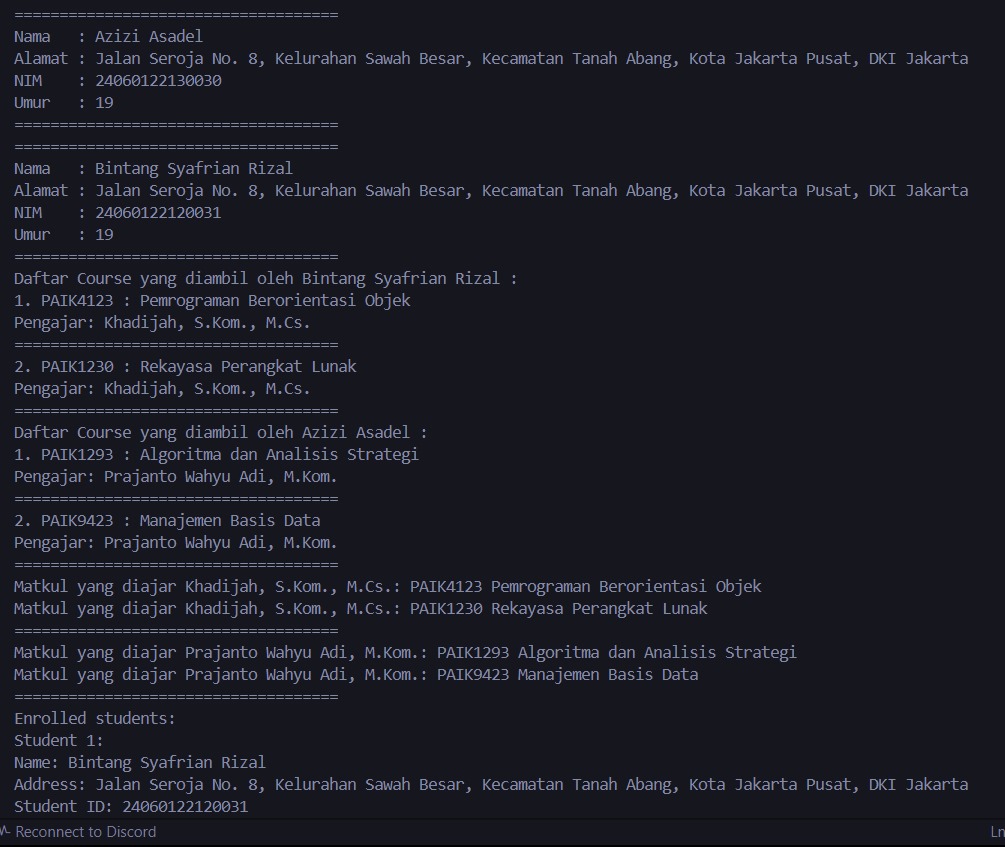 ====================================
Nama   : Azizi Asadel
Alamat : Jalan Seroja No. 8, Kelurahan Sawah Besar, Kecamatan Tanah Abang, Kota Jakarta Pusat, DKI Jakarta
NIM    : 24060122130030
Umur   : 19
====================================
====================================
Nama   : Bintang Syafrian Rizal
Alamat : Jalan Seroja No. 8, Kelurahan Sawah Besar, Kecamatan Tanah Abang, Kota Jakarta Pusat, DKI Jakarta
NIM    : 24060122120031
Umur   : 19
====================================
Daftar Course yang diambil oleh Bintang Syafrian Rizal :
1. PAIK4123 : Pemrograman Berorientasi Objek
Pengajar: Khadijah, S.Kom., M.Cs.
====================================
2. PAIK1230 : Rekayasa Perangkat Lunak
Pengajar: Khadijah, S.Kom., M.Cs.
====================================
Daftar Course yang diambil oleh Azizi Asadel :
1. PAIK1293 : Algoritma dan Analisis Strategi
Pengajar: Prajanto Wahyu Adi, M.Kom.
====================================
2. PAIK9423 : Manajemen Basis Data
Pengajar: Prajanto Wahyu Adi, M.Kom.
====================================
Matkul yang diajar Khadijah, S.Kom., M.Cs.: PAIK4123 Pemrograman Berorientasi Objek
Matkul yang diajar Khadijah, S.Kom., M.Cs.: PAIK1230 Rekayasa Perangkat Lunak
====================================
Matkul yang diajar Prajanto Wahyu Adi, M.Kom.: PAIK1293 Algoritma dan Analisis Strategi
Matkul yang diajar Prajanto Wahyu Adi, M.Kom.: PAIK9423 Manajemen Basis Data
====================================
Enrolled students:
Student 1:
Name: Bintang Syafrian Rizal
Address: Jalan Seroja No. 8, Kelurahan Sawah Besar, Kecamatan Tanah Abang, Kota Jakarta Pusat, DKI Jakarta
Student ID: 24060122120031
Reconnect to Discord
Ln